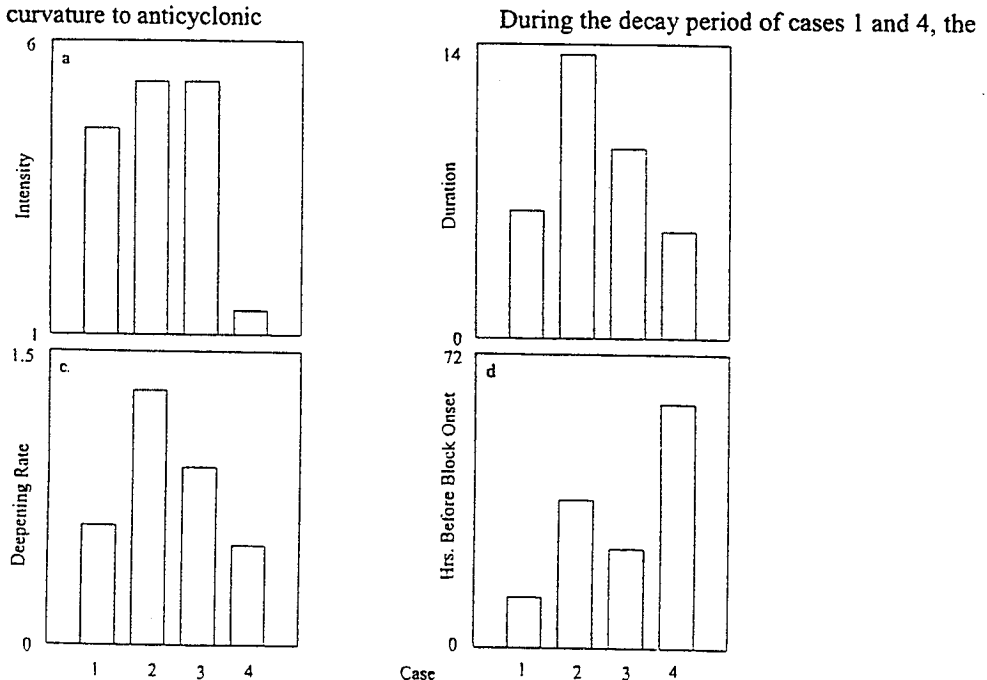 curvature to anticyclonic
During the decay period of cases 1 and 4, the
6
a
Intensity
1
14
Duration
0
1.5
c.
Deepening Rate
0
1 2 3 4
72
d
Hrs. Before Block Onset
0
Case
1 2 3 4